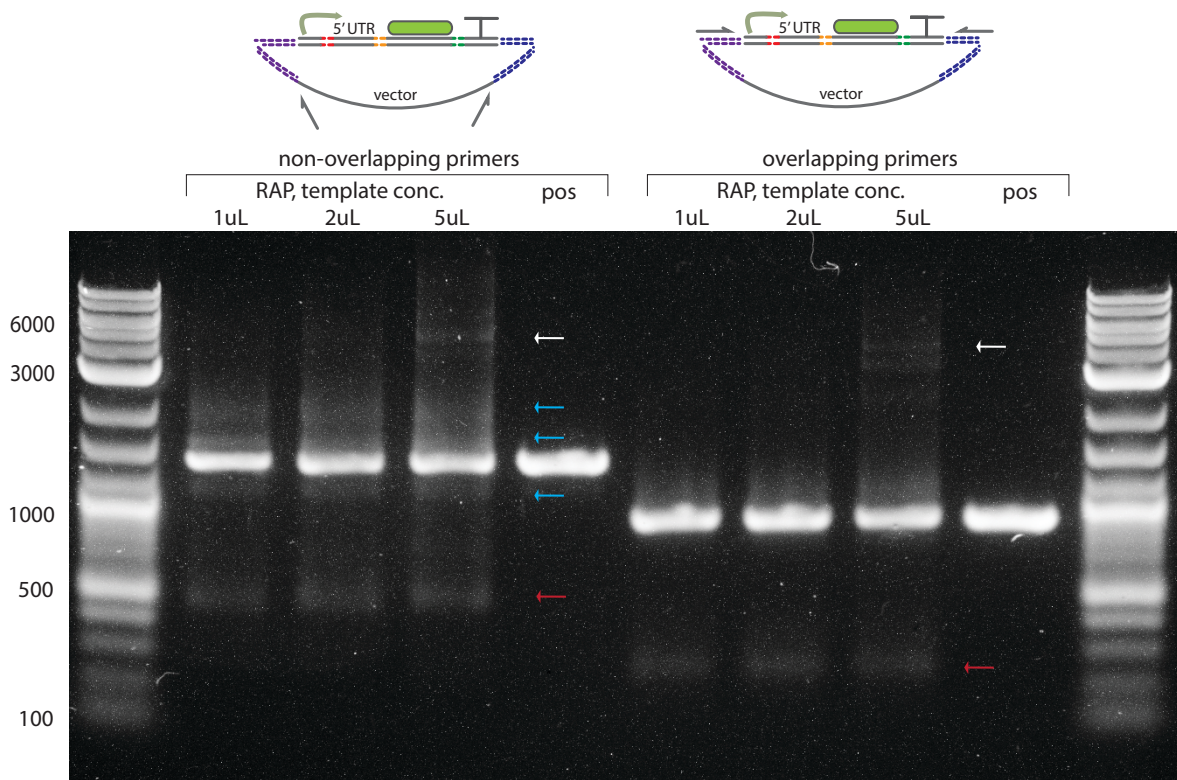 5' UTR
vector
5' UTR
vector
non-overlapping primers
overlapping primers
RAP, template conc.
pos
RAP, template conc.
pos
1uL 2uL 5uL
1uL 2uL 5uL
6000
3000
1000
500
100